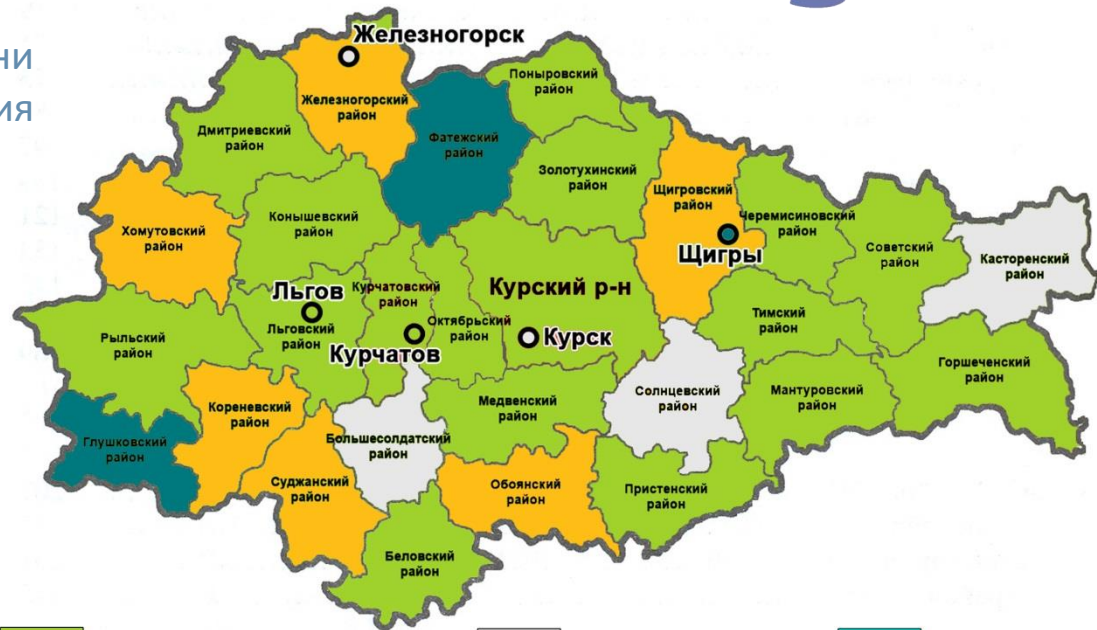 ни
ия
Железногорск
Железногорский
район
Поныровский
район
Дмитриевский
район
Фатежский
район
Золотухинский
район
Щигровский
район
Черемисиновский
район
Щигры
Хомутовский
район
Конышевский
район
Советский
район
Касторенский
район
Курчатовский
район
Льгов
Льговский
район
Октябрьский
район
Курчатов
Курский р-н
Курск
Тимский
район
Рыльский
район
Горшеченский
район
Кореневский
район
Медвенский
район
Солнцевский
район
Мантуровский
район
Глушковский
район
Большесолдатский
район
Суджанский
район
Обоянский
район
Пристенский
район
Беловский
район